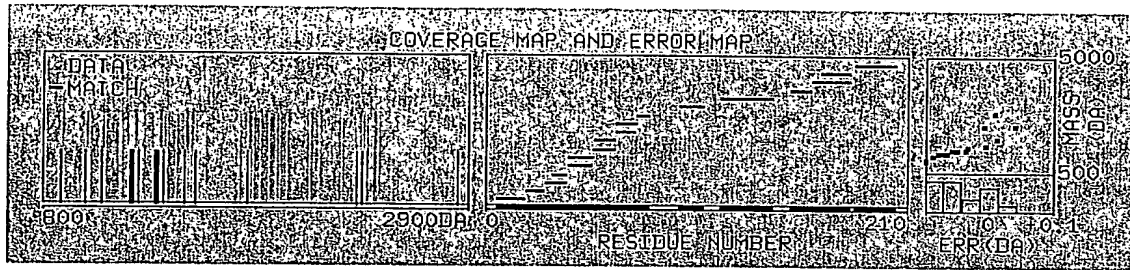 COVERAGE MAP AND ERROR MAP
DATA
MATCH
5000
MASS
(DA)
500
800 2900DA 0 210 0 0.1
RESIDUE NUMBER ERR(DA)